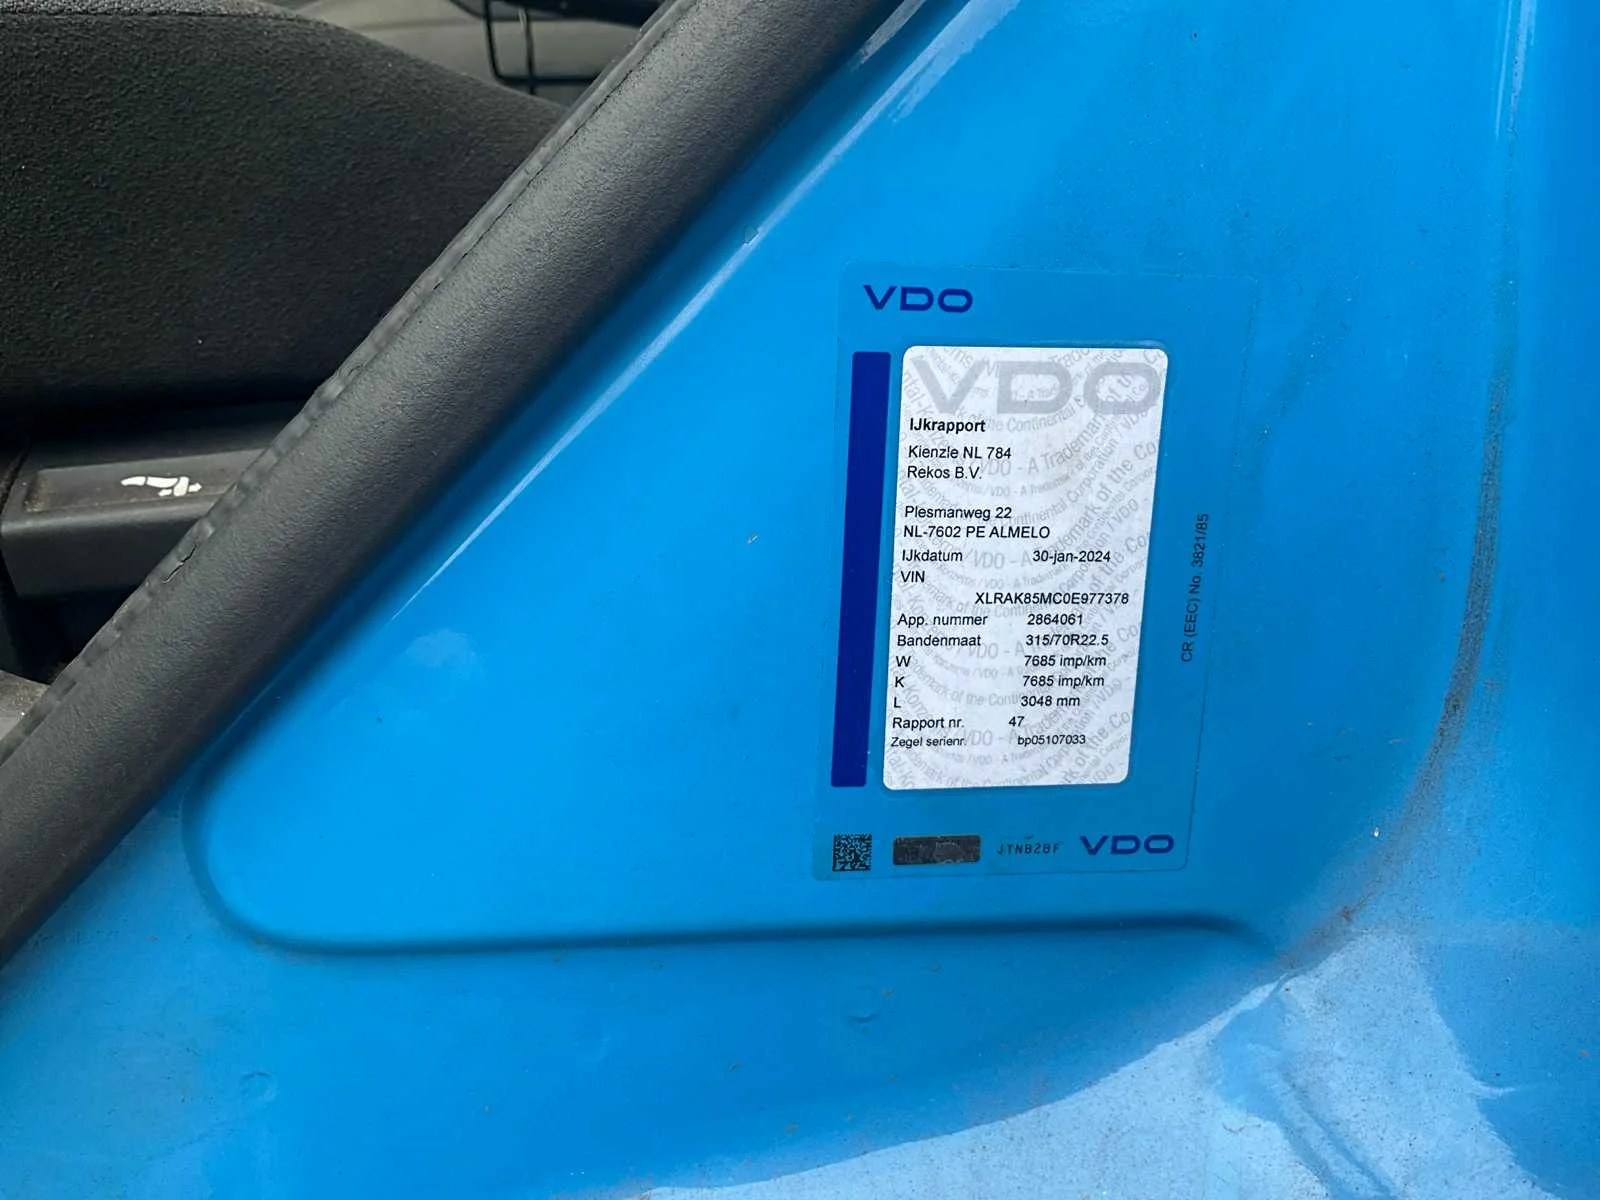 VDO
VDO
IJkrapport
Kienzle NL 784
Rekos B.V.
Plesmanweg 22
NL-7602 PE ALMELO
IJkdatum 30-jan-2024
VIN
XLRAK85MC0E977378
App. nummer 2864061
Bandenmaat 315/70R22.5
W 7685 imp/km
K 7685 imp/km
L 3048 mm
Rapport nr. 47
Zegel serienr. bp05107033
CR (EEC) No. 3821/85
JTNB2BF VDO